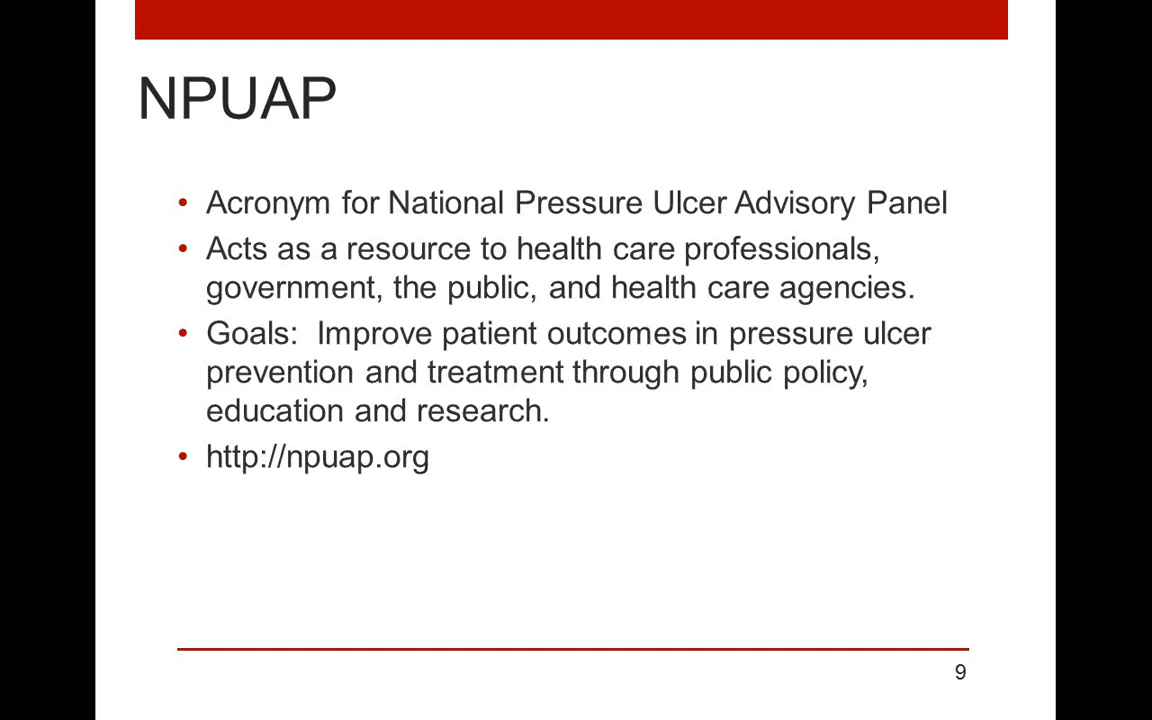 NPUAP
• Acronym for National Pressure Ulcer Advisory Panel
• Acts as a resource to health care professionals,
government, the public, and health care agencies.
• Goals:  Improve patient outcomes in pressure ulcer
prevention and treatment through public policy,
education and research.
• http://npuap.org
9